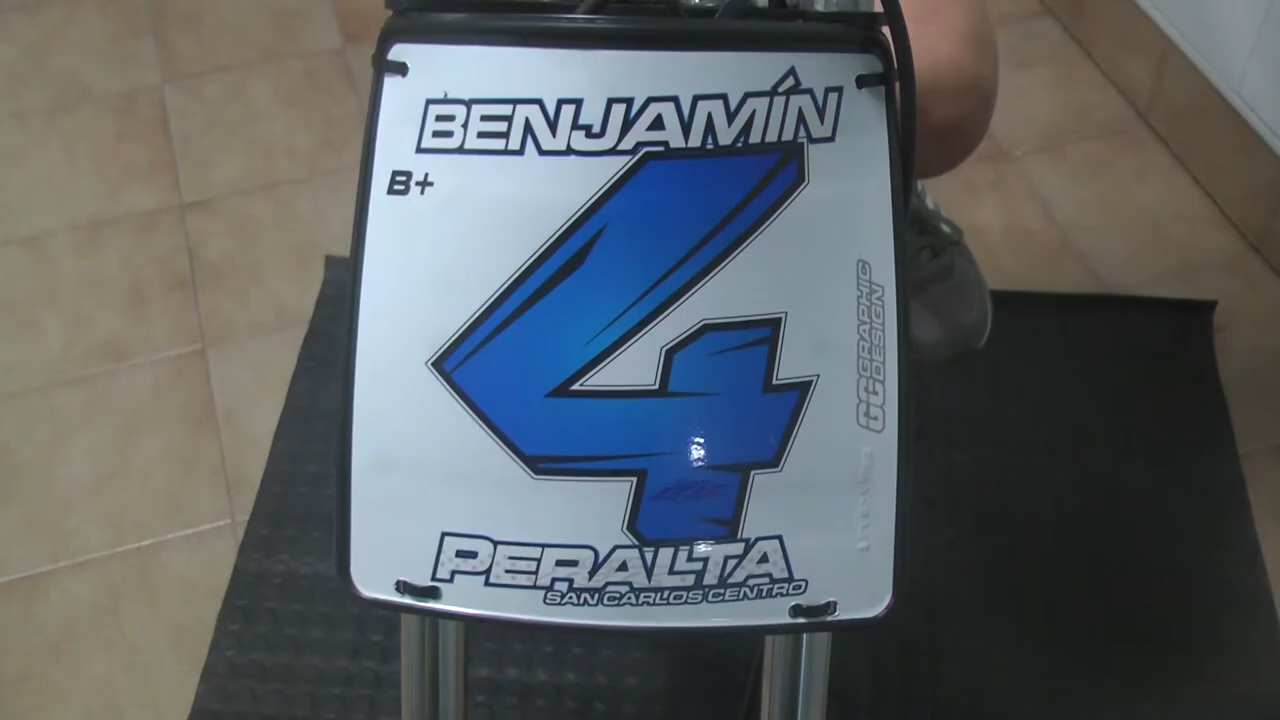 BENJAMÍN
B+
4
GC GRAPHIC
DESIGN
PERALTA
SAN CARLOS CENTRO